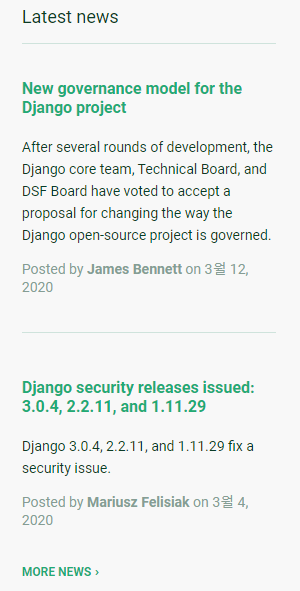 Latest news
New governance model for the
Django project
After several rounds of development, the
Django core team, Technical Board, and
DSF Board have voted to accept a
proposal for changing the way the
Django open-source project is governed.
Posted by James Bennett on 3월 12,
2020
Django security releases issued:
3.0.4, 2.2.11, and 1.11.29
Django 3.0.4, 2.2.11, and 1.11.29 fix a
security issue.
Posted by Mariusz Felisiak on 3월 4,
2020
MORE NEWS ›